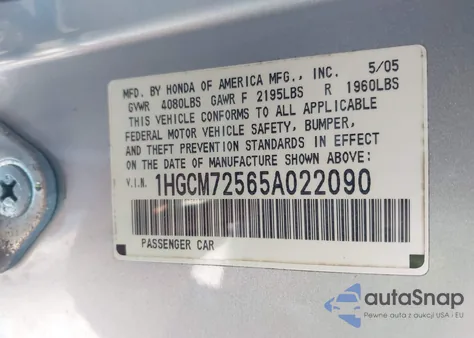 MFD. BY HONDA OF AMERICA MFG., INC. 5/05
GVWR 4080LBS GAWR F 2195LBS R 1960LBS
THIS VEHICLE CONFORMS TO ALL APPLICABLE
FEDERAL MOTOR VEHICLE SAFETY, BUMPER,
AND THEFT PREVENTION STANDARDS IN EFFECT
ON THE DATE OF MANUFACTURE SHOWN ABOVE:
V.I.N. 1HGCM72565A022090
PASSENGER CAR
autoSnap
Pewne auta z aukcji USA i EU